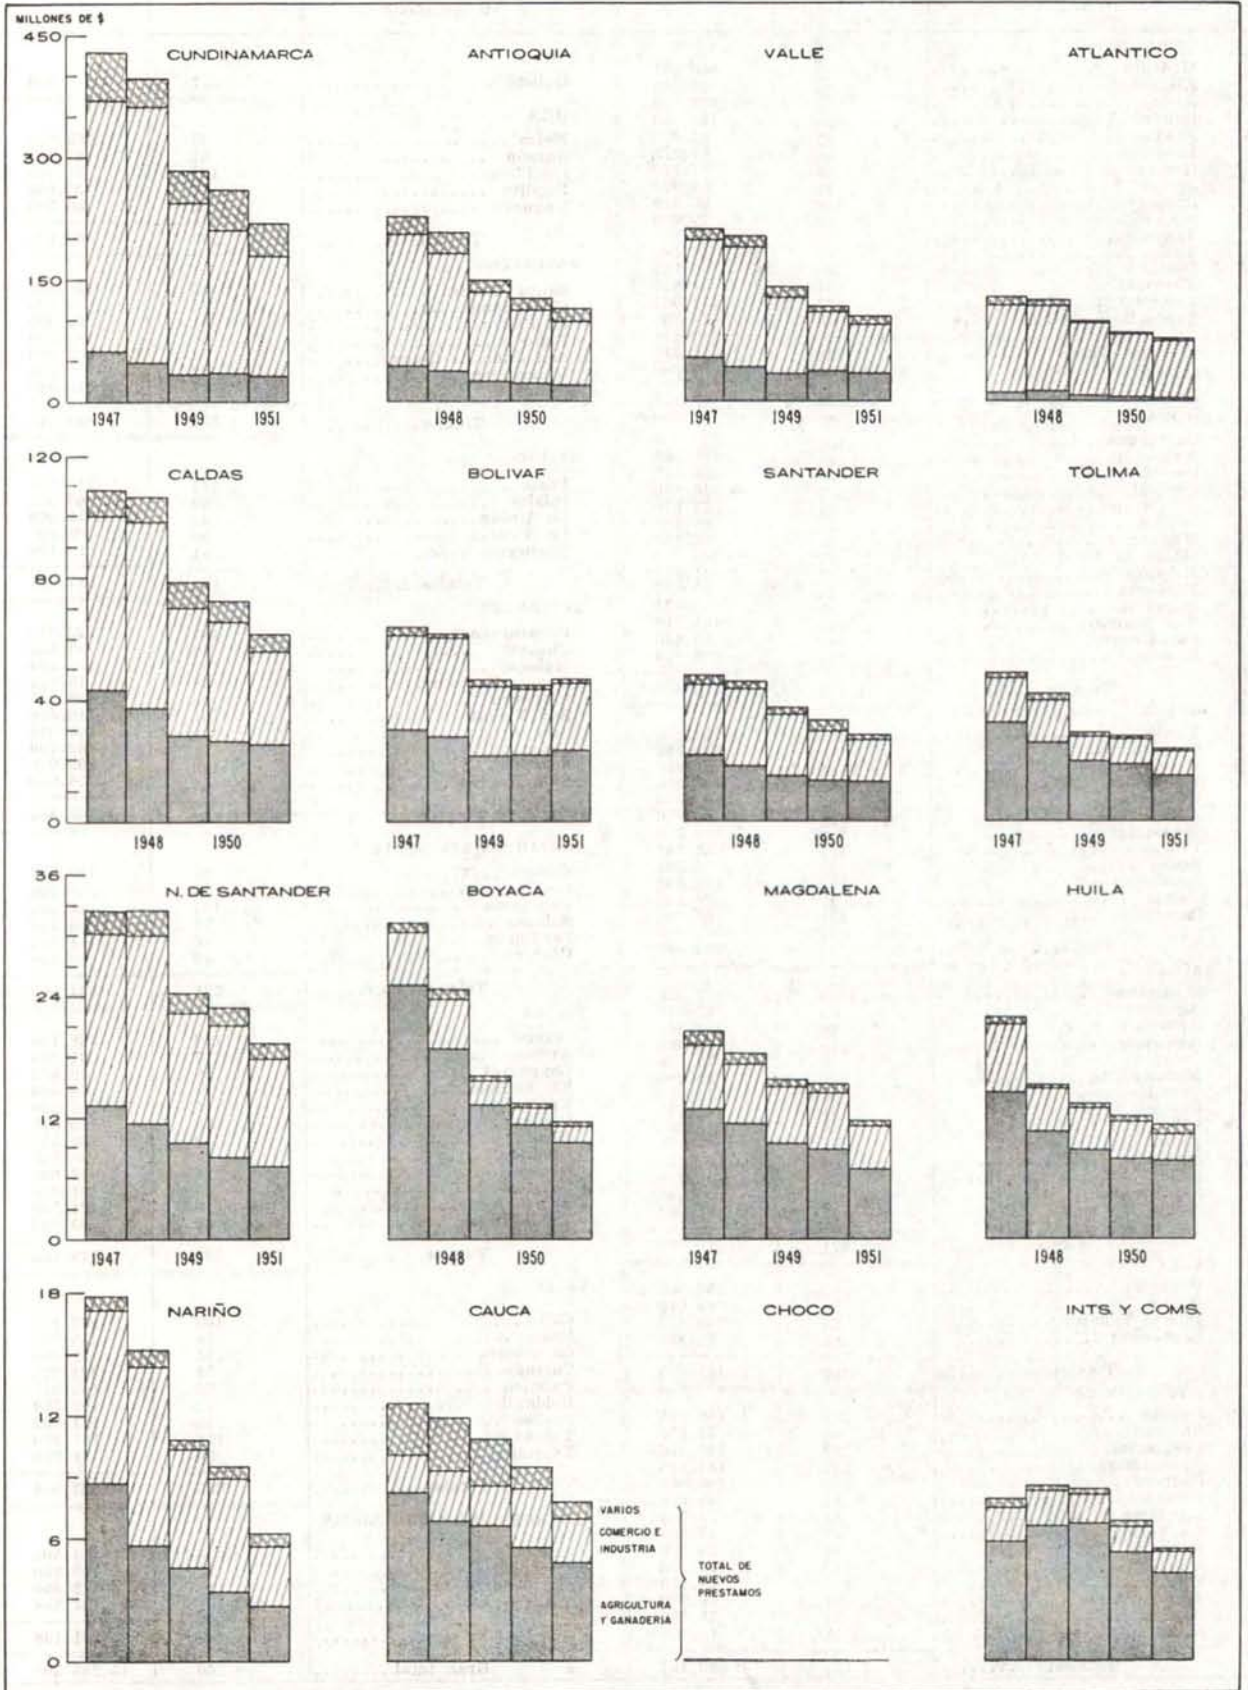 MILLONES DE $
450
300
150
0
CUNDINAMARCA
ANTIOQUIA
VALLE
ATLANTICO
1947 1949 1951
1948 1950
1947 1949 1951
1948 1950
120
80
40
0
CALDAS
BOLIVAF
SANTANDER
TOLIMA
1948 1950
1947 1949 1951
1948 1950
1947 1949 1951
36
24
12
0
N. DE SANTANDER
BOYACA
MAGDALENA
HUILA
1947 1949 1951
1948 1950
1947 1949 1951
1948 1950
18
12
6
0
NARIÑO
CAUCA
CHOCO
INTS. Y COMS.
VARIOS
COMERCIO E
INDUSTRIA
AGRICULTURA
Y GANADERIA
TOTAL DE
NUEVOS
PRESTAMOS